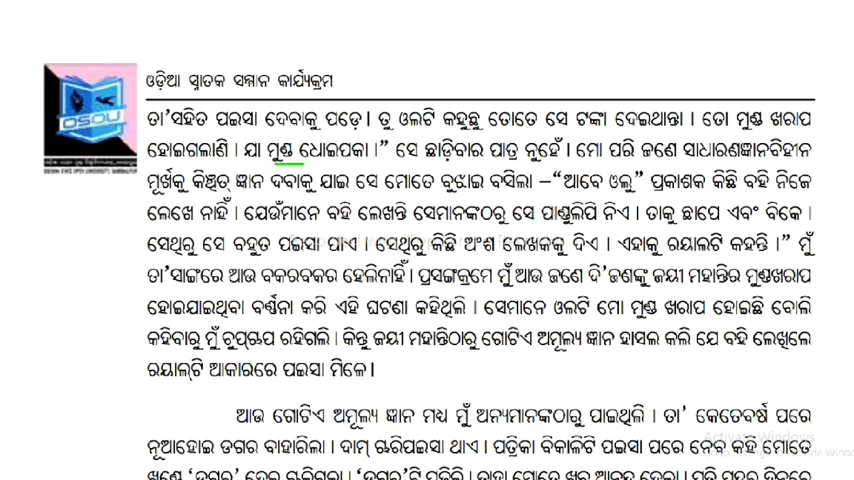 ଓଡ଼ିଆ ସ୍ନାତକ ସମ୍ମାନ କାର୍ଯ୍ୟକ୍ରମ
OSOU
ତା'ସହିତ ପଇସା ଦେବାକୁ ପଡ଼େ। ତୁ ଓଲଟି କହୁଛୁ ତୋତେ ସେ ଟଙ୍କା ଦେଇଥାନ୍ତା। ତୋ ମୁଣ୍ଡ ଖରାପ
ହୋଇଗଲାଣି। ଯା ମୁଣ୍ଡ ଧୋଇପକା।” ସେ ଛାଡ଼ିବାର ପାତ୍ର ନୁହେଁ। ମୋ ପରି ଜଣେ ସାଧାରଣଜ୍ଞାନବିହୀନ
ମୂର୍ଖକୁ କିଞ୍ଚିତ୍ ଜ୍ଞାନ ଦବାକୁ ଯାଇ ସେ ମୋତେ ବୁଝାଇ ବସିଲା –“ଆବେ ଓଲୁ” ପ୍ରକାଶକ କିଛି ବହି ନିଜେ
ଲେଖେ ନାହିଁ। ଯେଉଁମାନେ ବହି ଲେଖନ୍ତି ସେମାନଙ୍କଠାରୁ ସେ ପାଣ୍ଡୁଲିପି ନିଏ। ତାକୁ ଛାପେ ଏବଂ ବିକେ।
ସେଥିରୁ ସେ ବହୁତ ପଇସା ପାଏ। ସେଥିରୁ କିଛି ଅଂଶ ଲେଖକକୁ ଦିଏ। ଏହାକୁ ରୟାଲଟି କହନ୍ତି।” ମୁଁ
ତା'ସାଙ୍ଗରେ ଆଉ ବକରବକର ହେଲିନାହିଁ। ପ୍ରସଙ୍ଗକ୍ରମେ ମୁଁ ଆଉ ଜଣେ ଦି'ଜଣଙ୍କୁ ଜୟୀ ମହାନ୍ତିର ମୁଣ୍ଡଖରାପ
ହୋଇଯାଇଥିବା ବର୍ଣ୍ଣନା କରି ଏହି ଘଟଣା କହିଥିଲି। ସେମାନେ ଓଲଟି ମୋ ମୁଣ୍ଡ ଖରାପ ହୋଇଛି ବୋଲି
କହିବାରୁ ମୁଁ ଚୁପ୍‌ଚାପ ରହିଗଲି। କିନ୍ତୁ ଜୟୀ ମହାନ୍ତିଠାରୁ ଗୋଟିଏ ଅମୂଲ୍ୟ ଜ୍ଞାନ ହାସଲ କଲି ଯେ ବହି ଲେଖିଲେ
ରୟାଲ୍‌ଟି ଆକାରରେ ପଇସା ମିଳେ।
ଆଉ ଗୋଟିଏ ଅମୂଲ୍ୟ ଜ୍ଞାନ ମଧ୍ୟ ମୁଁ ଅନ୍ୟମାନଙ୍କଠାରୁ ପାଇଥିଲି। ତା' କେତେବର୍ଷ ପରେ
ନୂଆହୋଇ ଡଗର ବାହାରିଲା। ଦାମ୍ ଚାରିପଇସା ଥାଏ। ପତ୍ରିକା ବିକାଳିଟି ପଇସା ପରେ ନେବ କହି ମୋତେ
Activate Windows